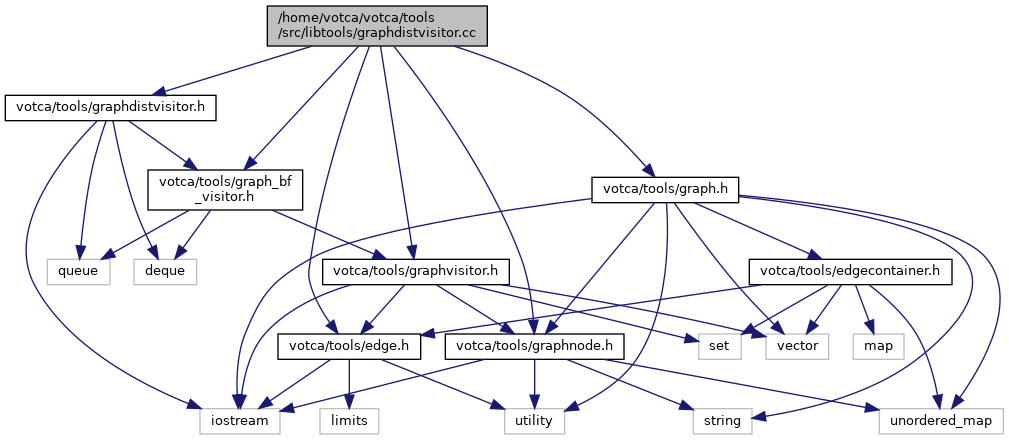 /home/votca/votca/tools
/src/libtools/graphdistvisitor.cc
votca/tools/graphdistvisitor.h
votca/tools/graph_bf
_visitor.h
votca/tools/graph.h
queue
deque
votca/tools/graphvisitor.h
votca/tools/edgecontainer.h
votca/tools/edge.h
votca/tools/graphnode.h
set
vector
map
iostream
limits
utility
string
unordered_map